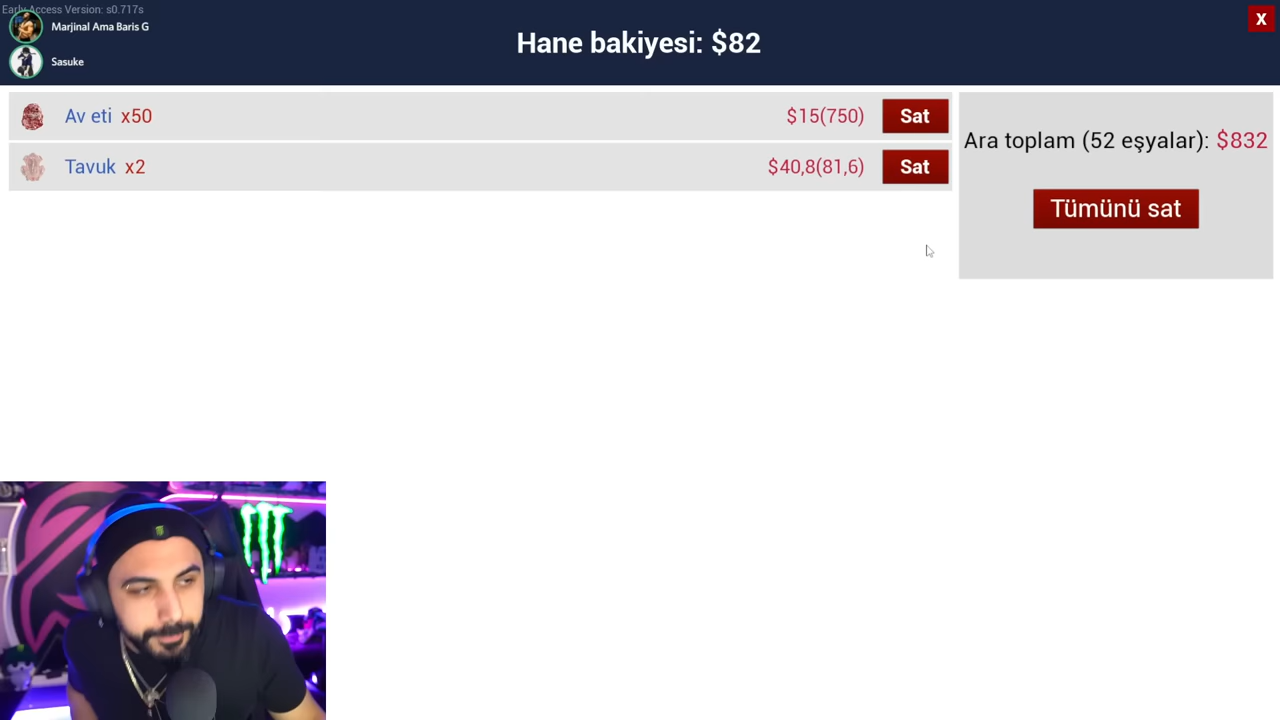 Early Access Version: s0.717s
Marjinal Ama Baris G
Sasuke
Hane bakiyesi: $82
X
Av eti x50 $15(750) Sat
Tavuk x2 $40,8(81,6) Sat
Ara toplam (52 eşyalar): $832
Tümünü sat